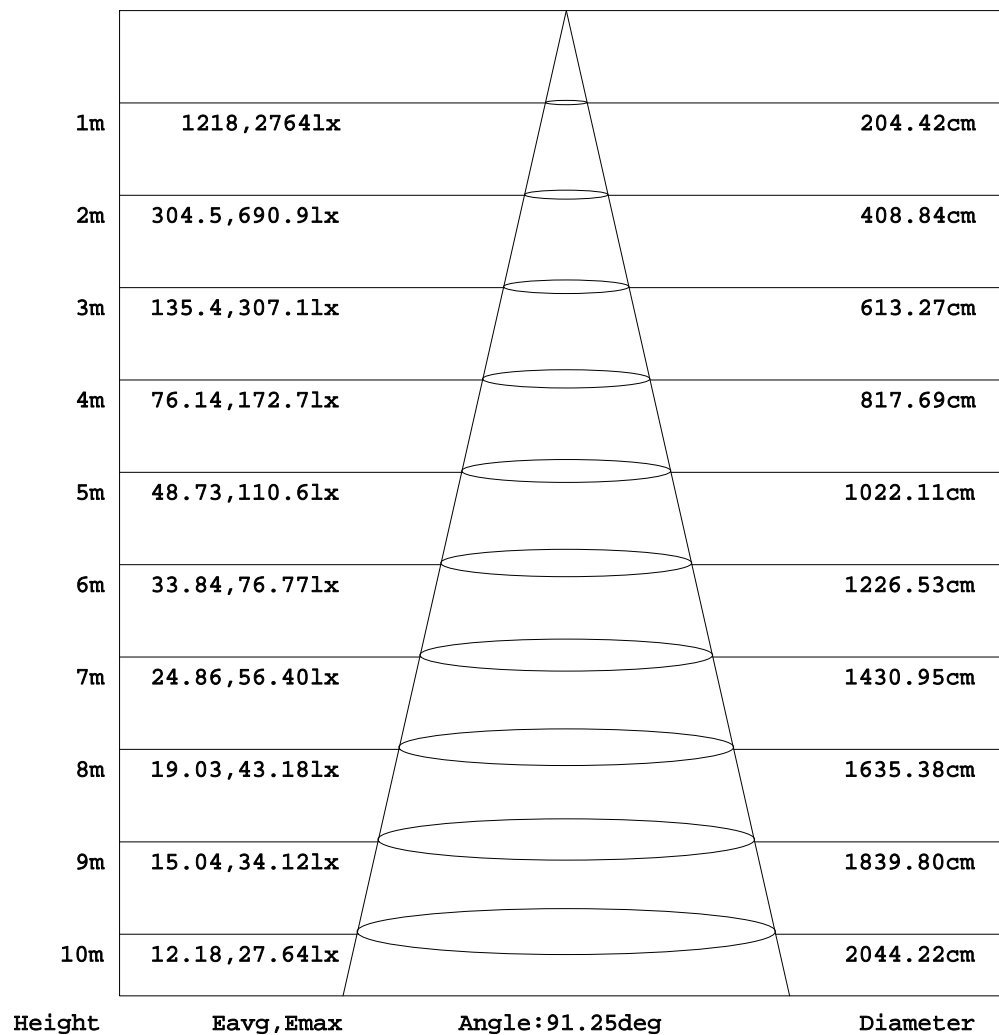 1m 1218,2764lx 204.42cm
2m 304.5,690.9lx 408.84cm
3m 135.4,307.1lx 613.27cm
4m 76.14,172.7lx 817.69cm
5m 48.73,110.6lx 1022.11cm
6m 33.84,76.77lx 1226.53cm
7m 24.86,56.40lx 1430.95cm
8m 19.03,43.18lx 1635.38cm
9m 15.04,34.12lx 1839.80cm
10m 12.18,27.64lx 2044.22cm
Height Eavg,Emax Angle:91.25deg Diameter